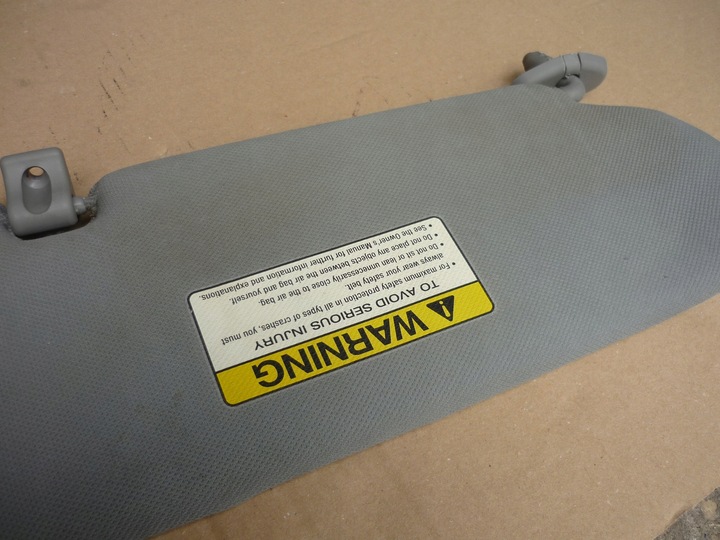 WARNING
TO AVOID SERIOUS INJURY
• For maximum safety protection in all types of crashes, you must
always wear your safety belt.
• Do not sit or lean unnecessarily close to the air bag.
• Do not place any objects between the air bag and yourself.
• See the Owner's Manual for further information and explanations.